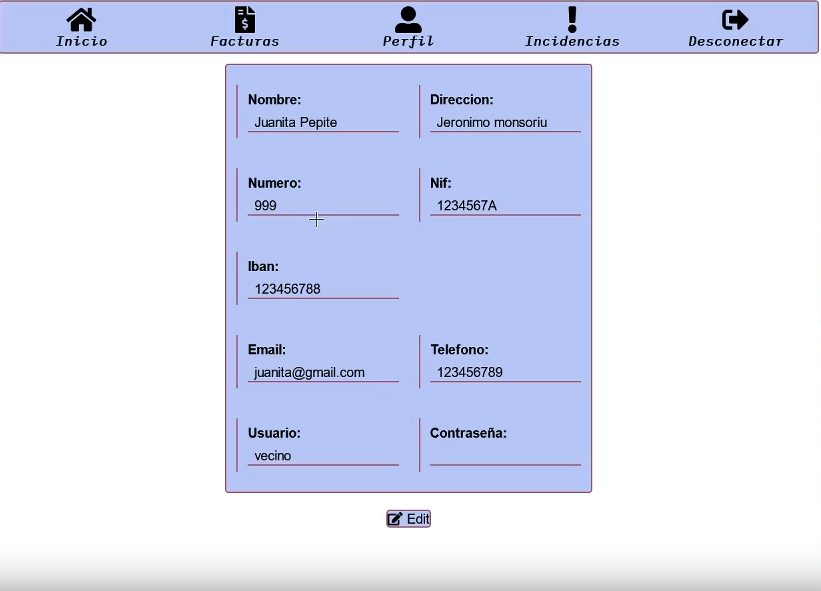 Inicio Facturas Perfil Incidencias Desconectar
Nombre: Direccion:
Juanita Pepite Jeronimo monsoriu
Numero: Nif:
999 1234567A
Iban:
123456788
Email: Telefono:
juanita@gmail.com 123456789
Usuario: Contraseña:
vecino
Edit